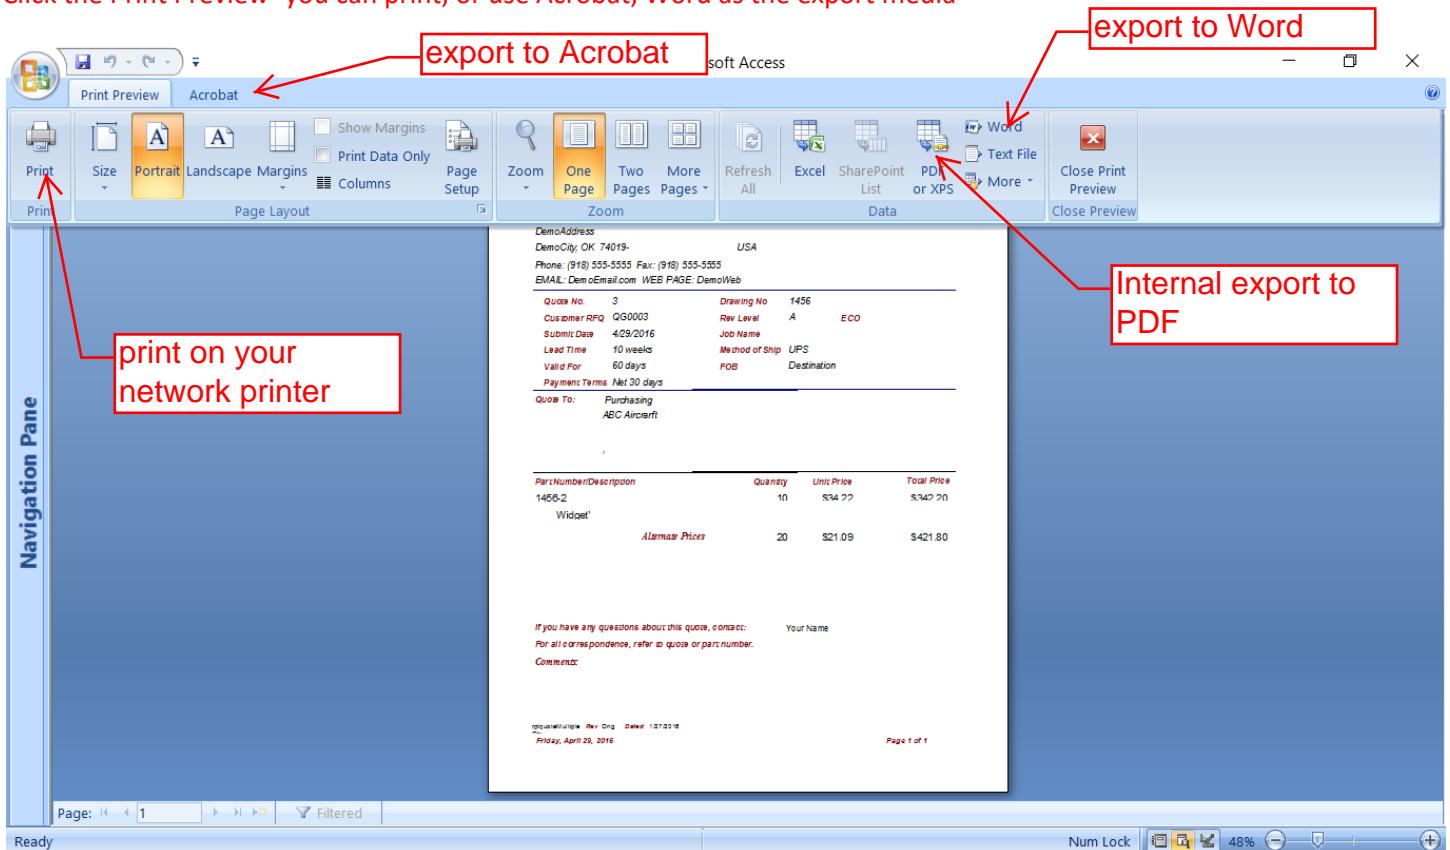 Click the Print Preview- you can print, or use Acrobat, Word as the export media
export to Word
export to Acrobat
soft Access
Print Preview Acrobat
Print
Size
Portrait
Landscape
Margins
Show Margins
Print Data Only
Columns
Page
Setup
Zoom
One
Page
Two
Pages
More
Pages
Refresh
All
Excel
SharePoint
List
PDF
or XPS
Word
Text File
More
Close Print
Preview
Print
Page Layout
Zoom
Data
Close Preview
DemoAddress
DemoCity, OK 74019- USA
Phone: (918) 555-5555 Fax: (918) 555-5555
EMAIL: DemoEmail.com WEB PAGE: DemoWeb
Quote No. 3 Drawing No 1456
Customer RFQ QG0003 Rev Level A ECO
Submit Date 4/29/2016 Job Name
Lead Time 10 weeks Method of Ship UPS
Valid For 60 days FOB Destination
Payment Terms Net 30 days
Quote To: Purchasing
ABC Aircrarft
,
Part Number/Description Quantity Unit Price Total Price
1456-2 10 $34.22 $342.20
Widget'
Alternate Prices 20 $21.09 $421.80
If you have any questions about this quote, contact: Your Name
For all correspondence, refer to quote or part number.
Comments:
Rev Orig Dated 1/27/2016
Friday, April 29, 2016 Page 1 of 1
Internal export to
PDF
print on your
network printer
Navigation Pane
Page: 1 Filtered
Ready Num Lock 48%